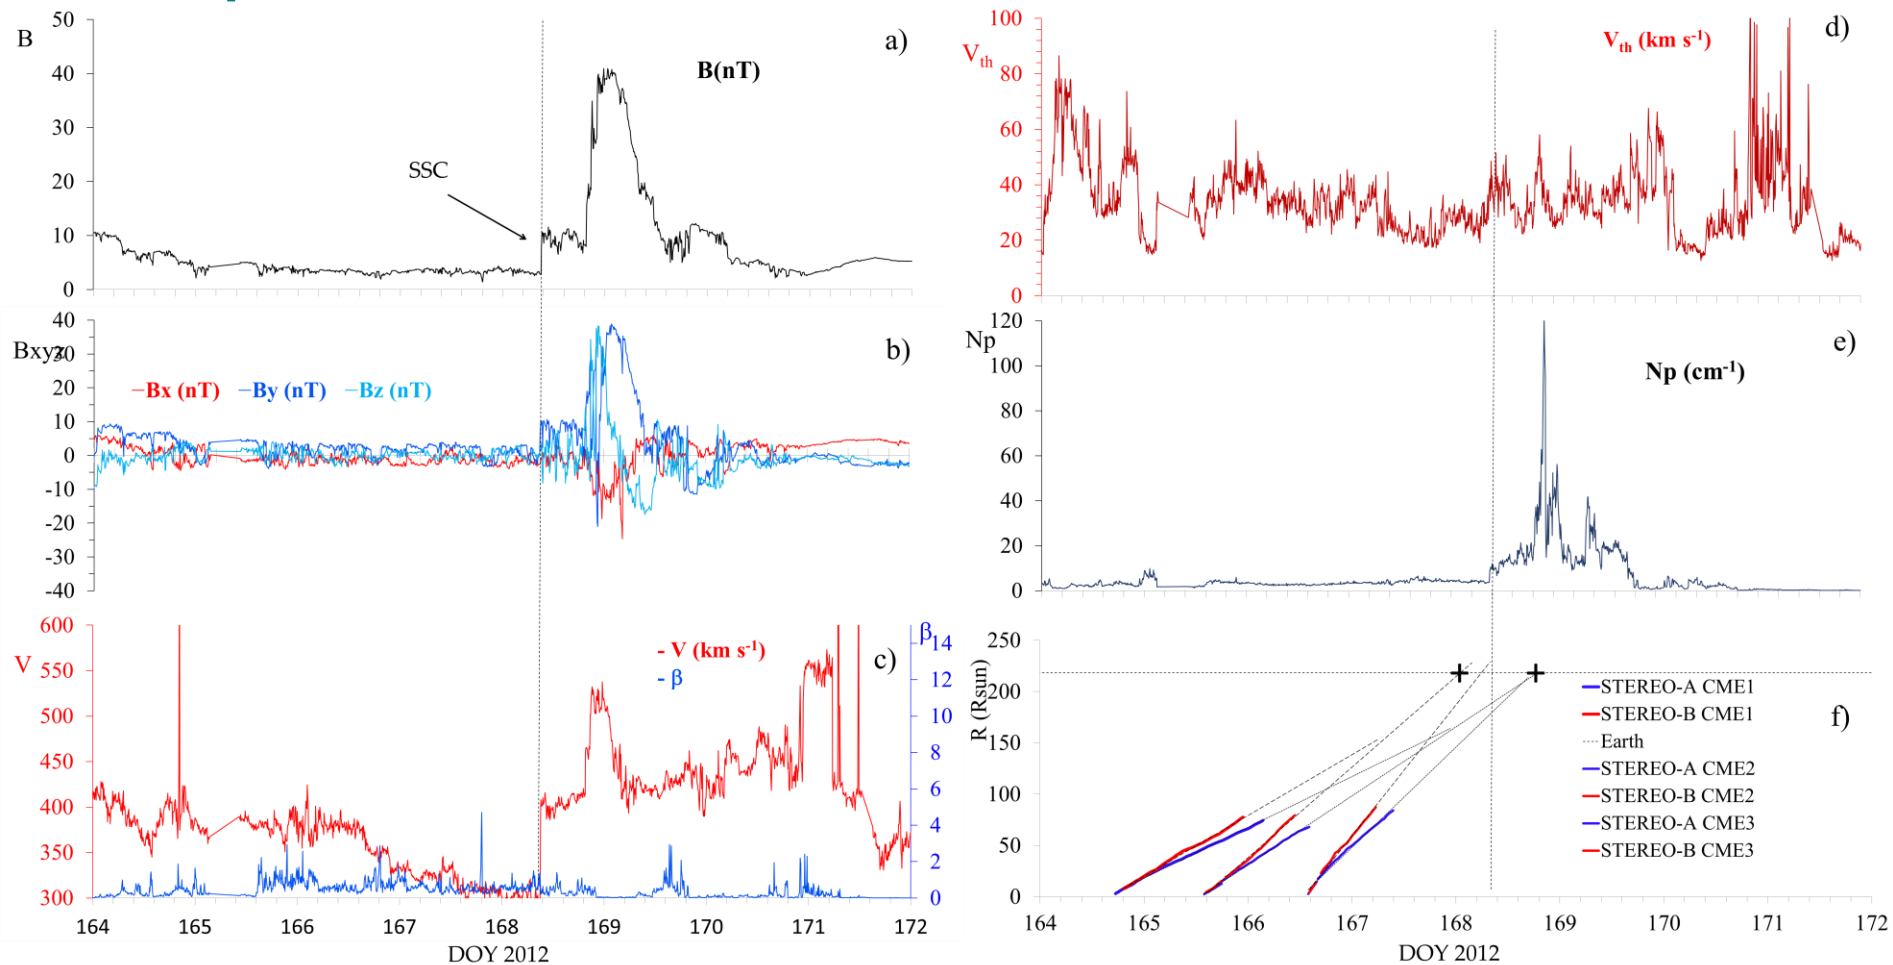 B
50
40
30
20
10
0
a)
B(nT)
SSC
Bxyz
40
30
20
10
0
-10
-20
-30
-40
b)
−Bx (nT) −By (nT) −Bz (nT)
V
600
550
500
450
400
350
300
β
14
12
10
8
6
4
2
0
- V (km s-1)
- β
c)
164 165 166 167 168 169 170 171 172
DOY 2012
Vth
100
80
60
40
20
0
Vth (km s-1)
d)
Np
120
100
80
60
40
20
0
Np (cm-1)
e)
R (Rsun)
250
200
150
100
50
0
STEREO-A CME1
STEREO-B CME1
Earth
STEREO-A CME2
STEREO-B CME2
STEREO-A CME3
STEREO-B CME3
f)
164 165 166 167 168 169 170 171 172
DOY 2012